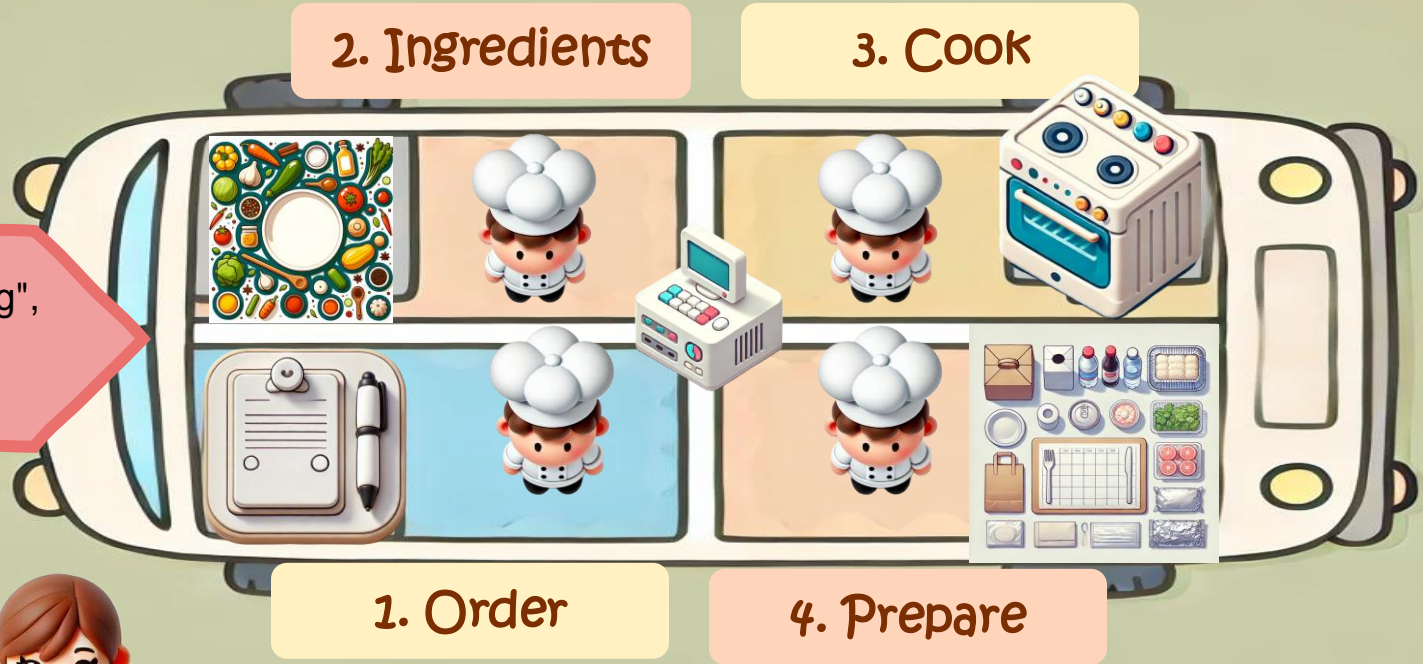 2. Ingredients
3. Cook
g",
1. Order
4. Prepare